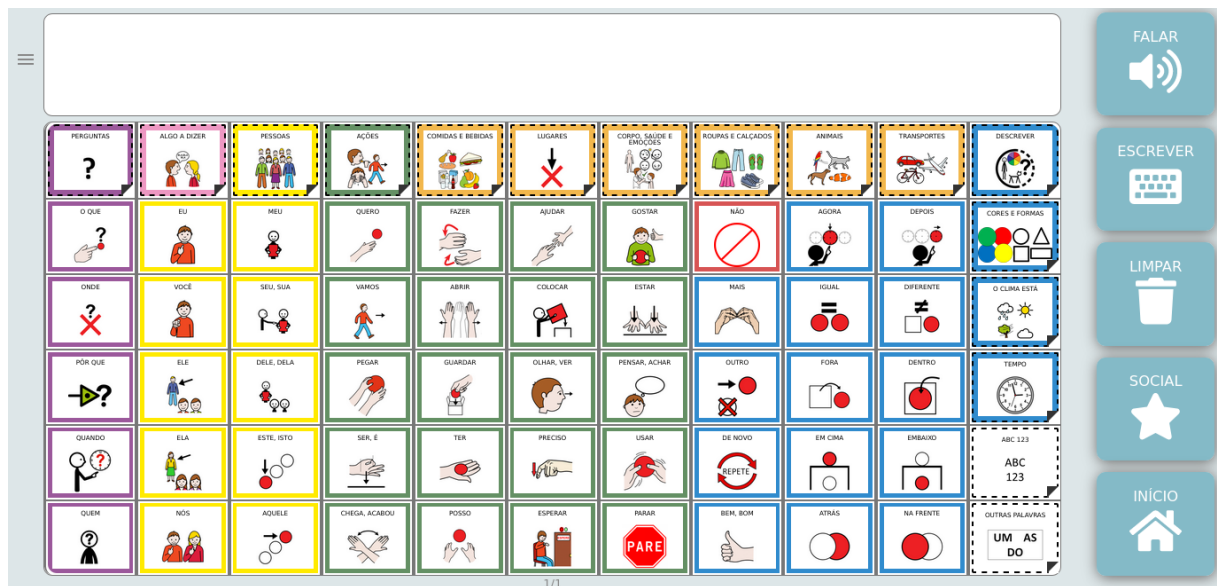 FALAR
PERGUNTAS
?
ALGO A DIZER
PESSOAS
AÇÕES
COMIDAS E BEBIDAS
LUGARES
CORPO, SAÚDE E
EMOÇÕES
ROUPAS E CALÇADOS
ANIMAIS
TRANSPORTES
DESCREVER
?
ESCREVER
O QUE
?
EU
MEU
QUERO
FAZER
AJUDAR
GOSTAR
NÃO
AGORA
DEPOIS
CORES E FORMAS
LIMPAR
ONDE
?
VOCÊ
SEU, SUA
VAMOS
ABRIR
COLOCAR
ESTAR
MAIS
IGUAL
=
DIFERENTE
≠
O CLIMA ESTÁ
PÔR QUE
?
ELE
DELE, DELA
PEGAR
GUARDAR
OLHAR, VER
PENSAR, ACHAR
OUTRO
FORA
DENTRO
TEMPO
SOCIAL
QUANDO
?
ELA
ESTE, ISTO
SER, É
TER
PRECISO
USAR
DE NOVO
REPETE
EM CIMA
EMBAIXO
ABC 123
ABC
123
INÍCIO
QUEM
?
NÓS
AQUELE
CHEGA, ACABOU
POSSO
ESPERAR
PARAR
PARE
BEM, BOM
ATRÁS
NA FRENTE
OUTRAS PALAVRAS
UM AS
DO
1/1